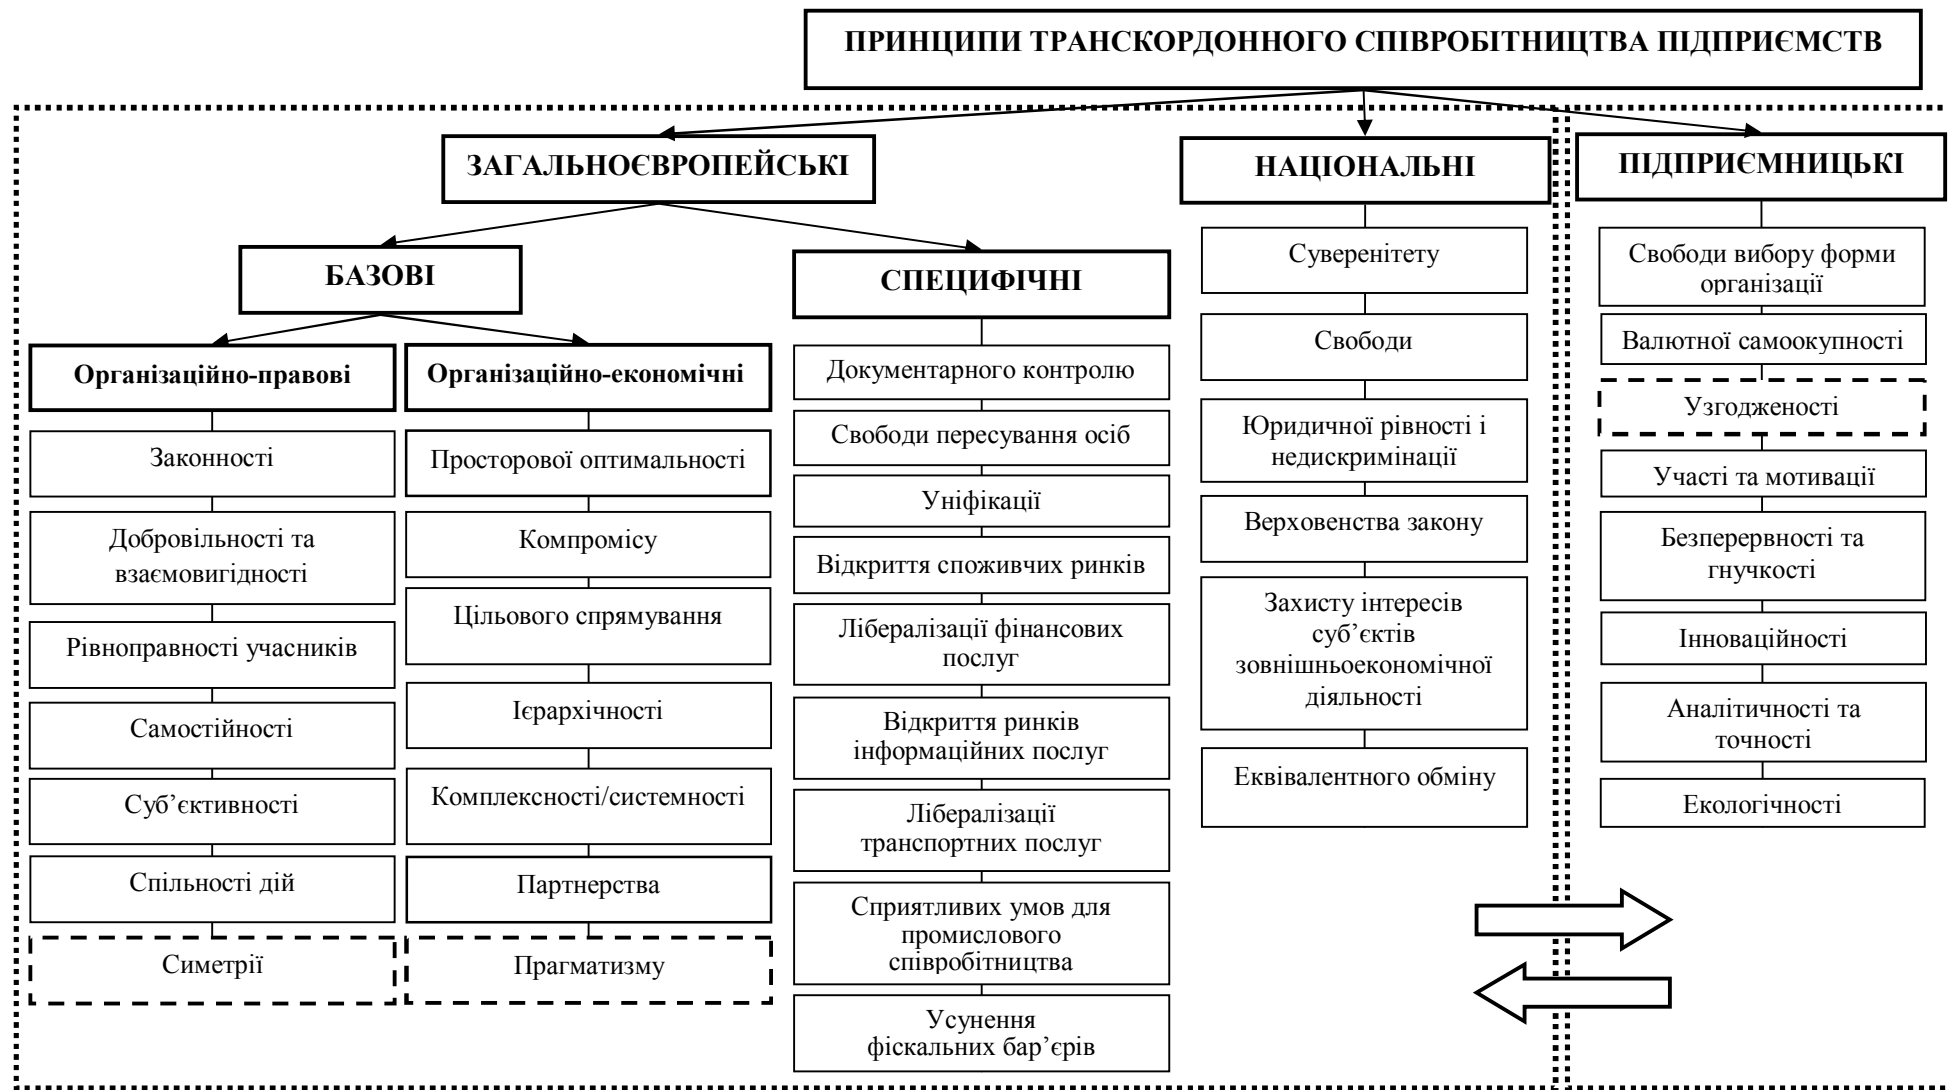 ПРИНЦИПИ ТРАНСКОРДОННОГО СПІВРОБІТНИЦТВА ПІДПРИЄМСТВ
ЗАГАЛЬНОЄВРОПЕЙСЬКІ
НАЦІОНАЛЬНІ
ПІДПРИЄМНИЦЬКІ
БАЗОВІ
СПЕЦИФІЧНІ
Організаційно-правові
Законності
Добровільності та
взаємовигідності
Рівноправності учасників
Самостійності
Суб’єктивності
Спільності дій
Симетрії
Організаційно-економічні
Просторової оптимальності
Компромісу
Цільового спрямування
Ієрархічності
Комплексності/системності
Партнерства
Прагматизму
Документарного контролю
Свободи пересування осіб
Уніфікації
Відкриття споживчих ринків
Лібералізації фінансових
послуг
Відкриття ринків
інформаційних послуг
Лібералізації
транспортних послуг
Сприятливих умов для
промислового
співробітництва
Усунення
фіскальних бар’єрів
Суверенітету
Свободи
Юридичної рівності і
недискримінації
Верховенства закону
Захисту інтересів
суб’єктів
зовнішньоекономічної
діяльності
Еквівалентного обміну
Свободи вибору форми
організації
Валютної самоокупності
Узгодженості
Участі та мотивації
Безперервності та
гнучкості
Інноваційності
Аналітичності та
точності
Екологічності